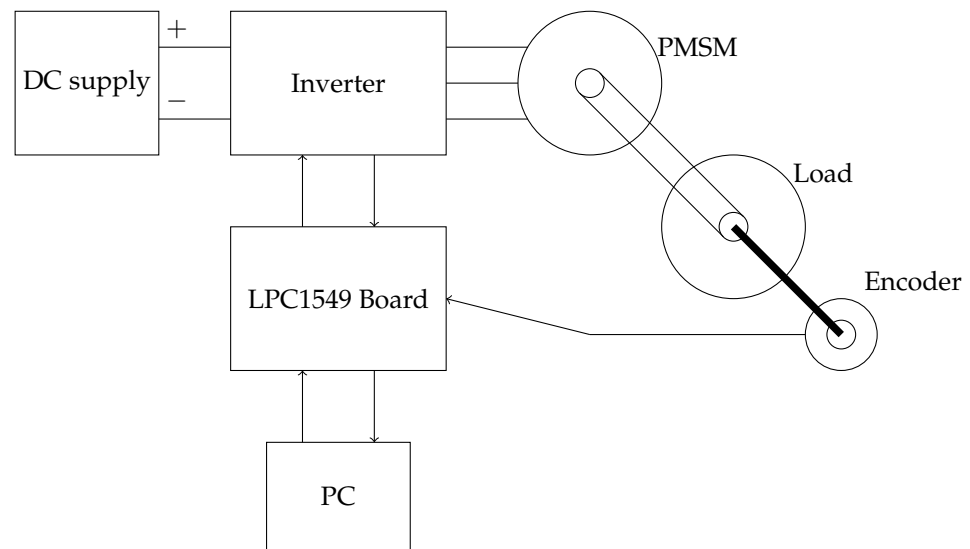 DC supply
+
−
Inverter
PMSM
Load
Encoder
LPC1549 Board
PC